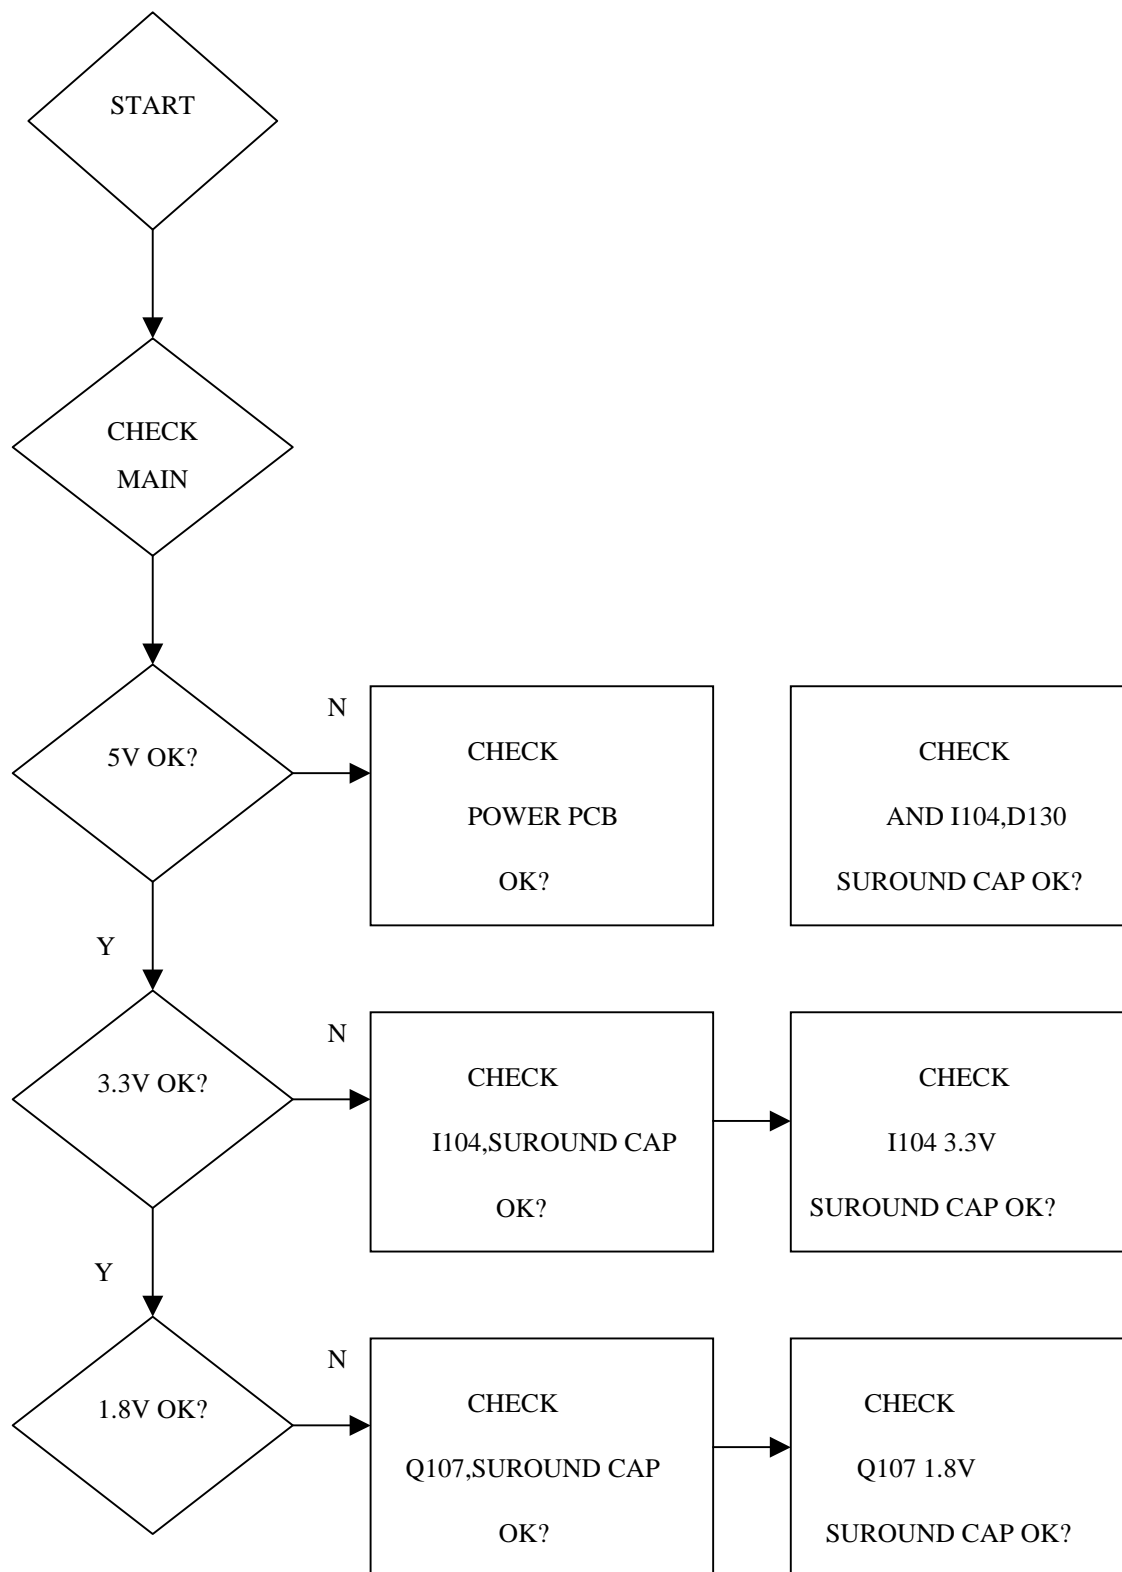 START
CHECK
MAIN
5V OK?
N
CHECK
POWER PCB
OK?
CHECK
AND I104,D130
SUROUND CAP OK?
Y
3.3V OK?
N
CHECK
I104,SUROUND CAP
OK?
CHECK
I104 3.3V
SUROUND CAP OK?
Y
1.8V OK?
N
CHECK
Q107,SUROUND CAP
OK?
CHECK
Q107 1.8V
SUROUND CAP OK?